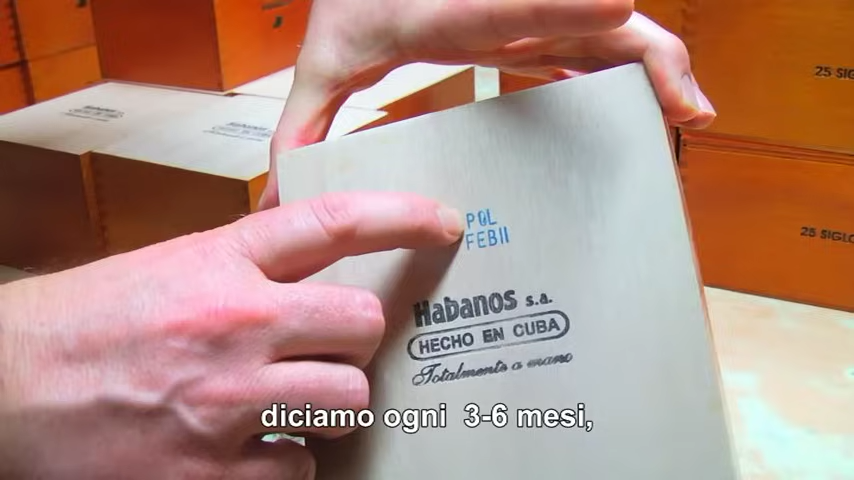 25 SIGLO
25 SIGLO
POL
FEB11
Habanos s.a.
HECHO EN CUBA
Totalmente a mano
diciamo ogni 3-6 mesi,